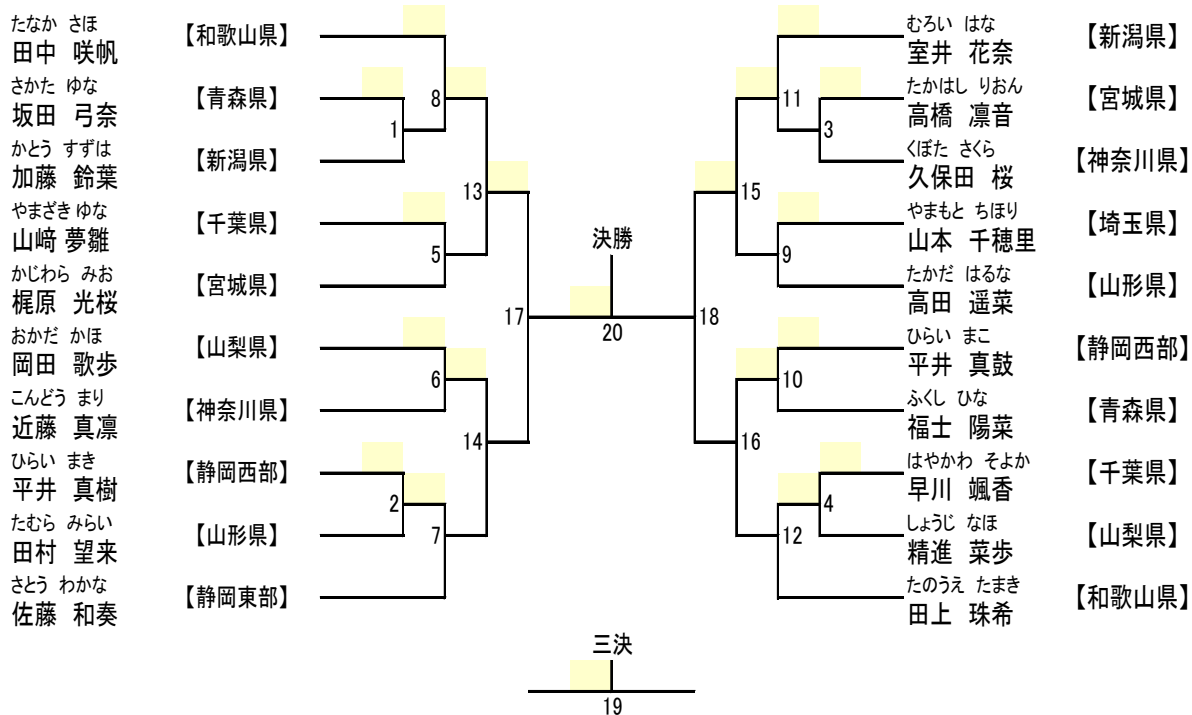 たなか さほ
田中 咲帆
【和歌山県】
さかた ゆな
坂田 弓奈
【青森県】
かとう すずは
加藤 鈴葉
【新潟県】
やまざき ゆな
山﨑 夢雛
【千葉県】
かじわら みお
梶原 光桜
【宮城県】
おかだ かほ
岡田 歌歩
【山梨県】
こんどう まり
近藤 真凛
【神奈川県】
ひらい まき
平井 真樹
【静岡西部】
たむら みらい
田村 望来
【山形県】
さとう わかな
佐藤 和奏
【静岡東部】
8
1
13
5
17
6
14
2
7
決勝
20
三決
19
11
3
15
9
18
10
16
4
12
むろい はな
室井 花奈
【新潟県】
たかはし りおん
高橋 凛音
【宮城県】
くぼた さくら
久保田 桜
【神奈川県】
やまもと ちほり
山本 千穂里
【埼玉県】
たかだ はるな
高田 遥菜
【山形県】
ひらい まこ
平井 真鼓
【静岡西部】
ふくし ひな
福士 陽菜
【青森県】
はやかわ そよか
早川 颯香
【千葉県】
しょうじ なほ
精進 菜歩
【山梨県】
たのうえ たまき
田上 珠希
【和歌山県】